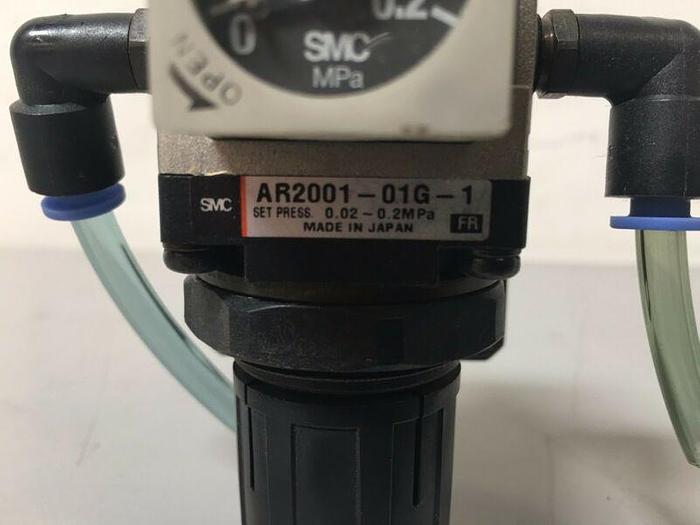 0 0.2
SMC
MPa
OPEN
SMC AR2001-01G-1
SET PRESS. 0.02~0.2MPa FR
MADE IN JAPAN